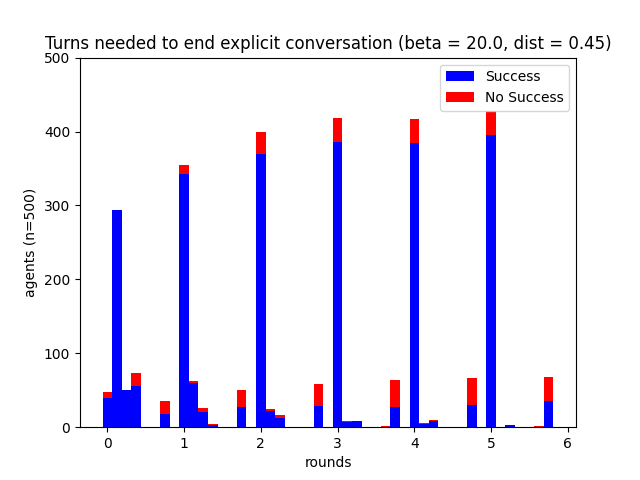 Turns needed to end explicit conversation (beta = 20.0, dist = 0.45)
500
400
300
200
100
0
agents (n=500)
Success
No Success
0 1 2 3 4 5 6
rounds